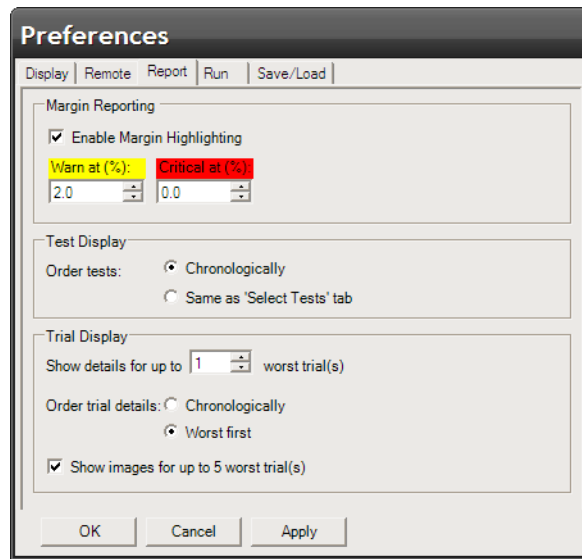 Preferences
Display Remote Report Run Save/Load
Margin Reporting
Enable Margin Highlighting
Warn at (%): Critical at (%):
2.0 0.0
Test Display
Order tests: Chronologically
Same as 'Select Tests' tab
Trial Display
Show details for up to 1 worst trial(s)
Order trial details: Chronologically
Worst first
Show images for up to 5 worst trial(s)
OK Cancel Apply